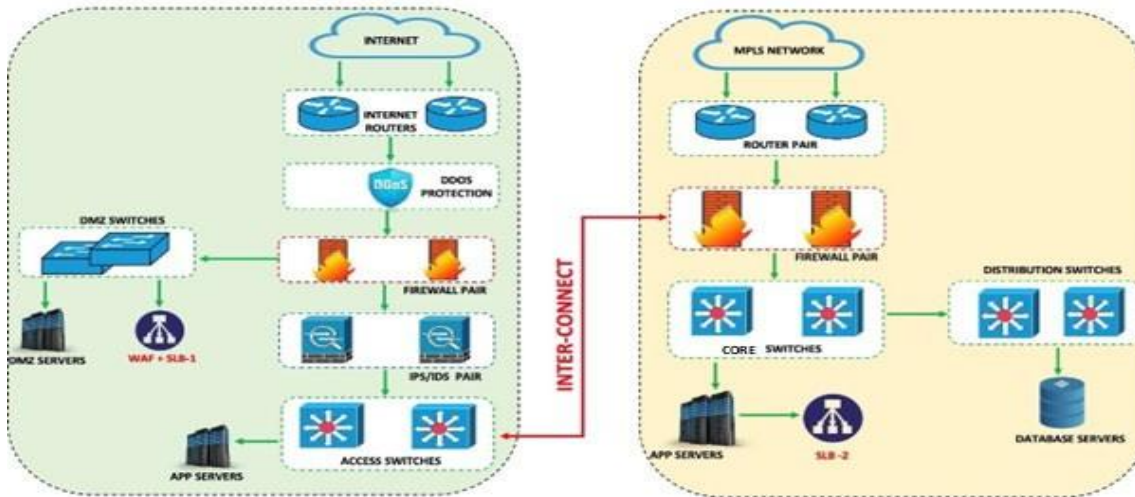 INTERNET
INTERNET
ROUTERS
DDoS
DDOS
PROTECTION
DMZ SWITCHES
FIREWALL PAIR
DMZ SERVERS
WAF + SLB-1
IPS/IDS PAIR
APP SERVERS
ACCESS SWITCHES
INTER-CONNECT
MPLS NETWORK
ROUTER PAIR
FIREWALL PAIR
DISTRIBUTION SWITCHES
CORE SWITCHES
APP SERVERS
SLB -2
DATABASE SERVERS